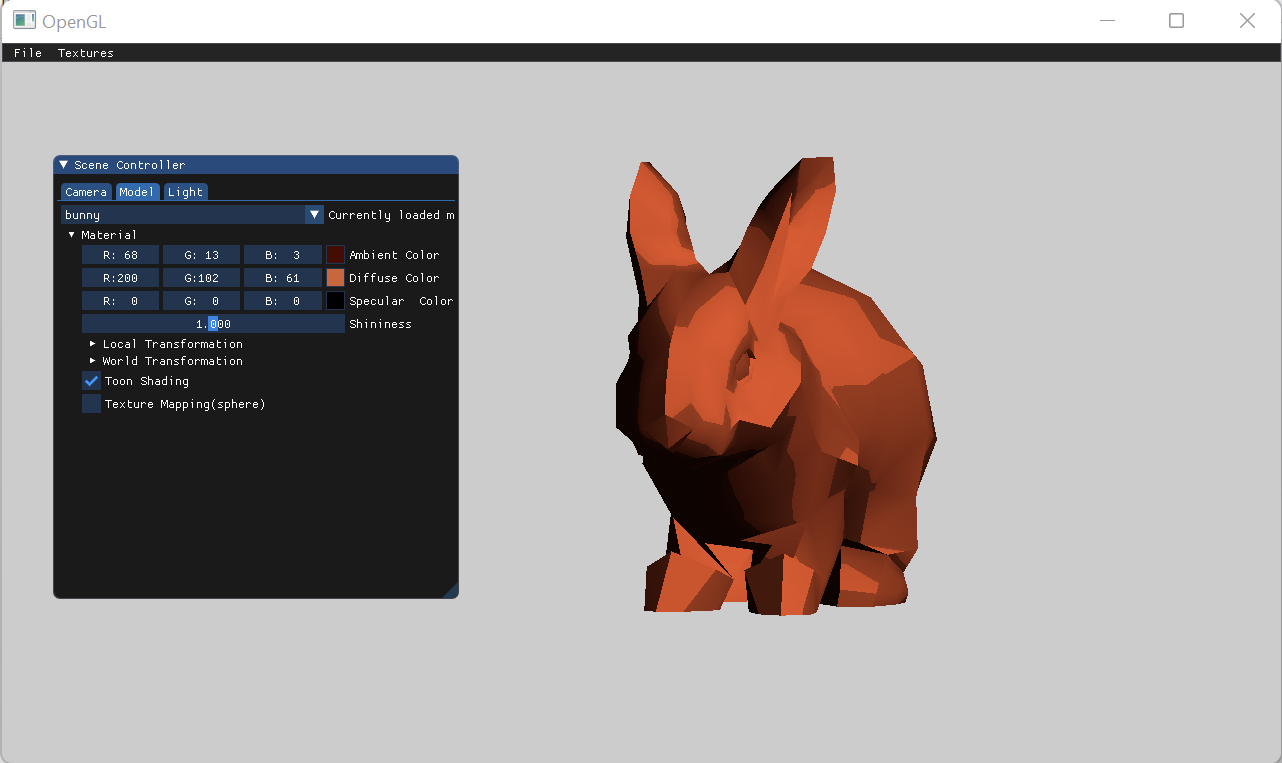 OpenGL
File Textures
Scene Controller
Camera Model Light
bunny Currently loaded m
Material
R: 68 G: 13 B: 3 Ambient Color
R:200 G:102 B: 61 Diffuse Color
R: 0 G: 0 B: 0 Specular Color
1.000 Shininess
Local Transformation
World Transformation
Toon Shading
Texture Mapping(sphere)